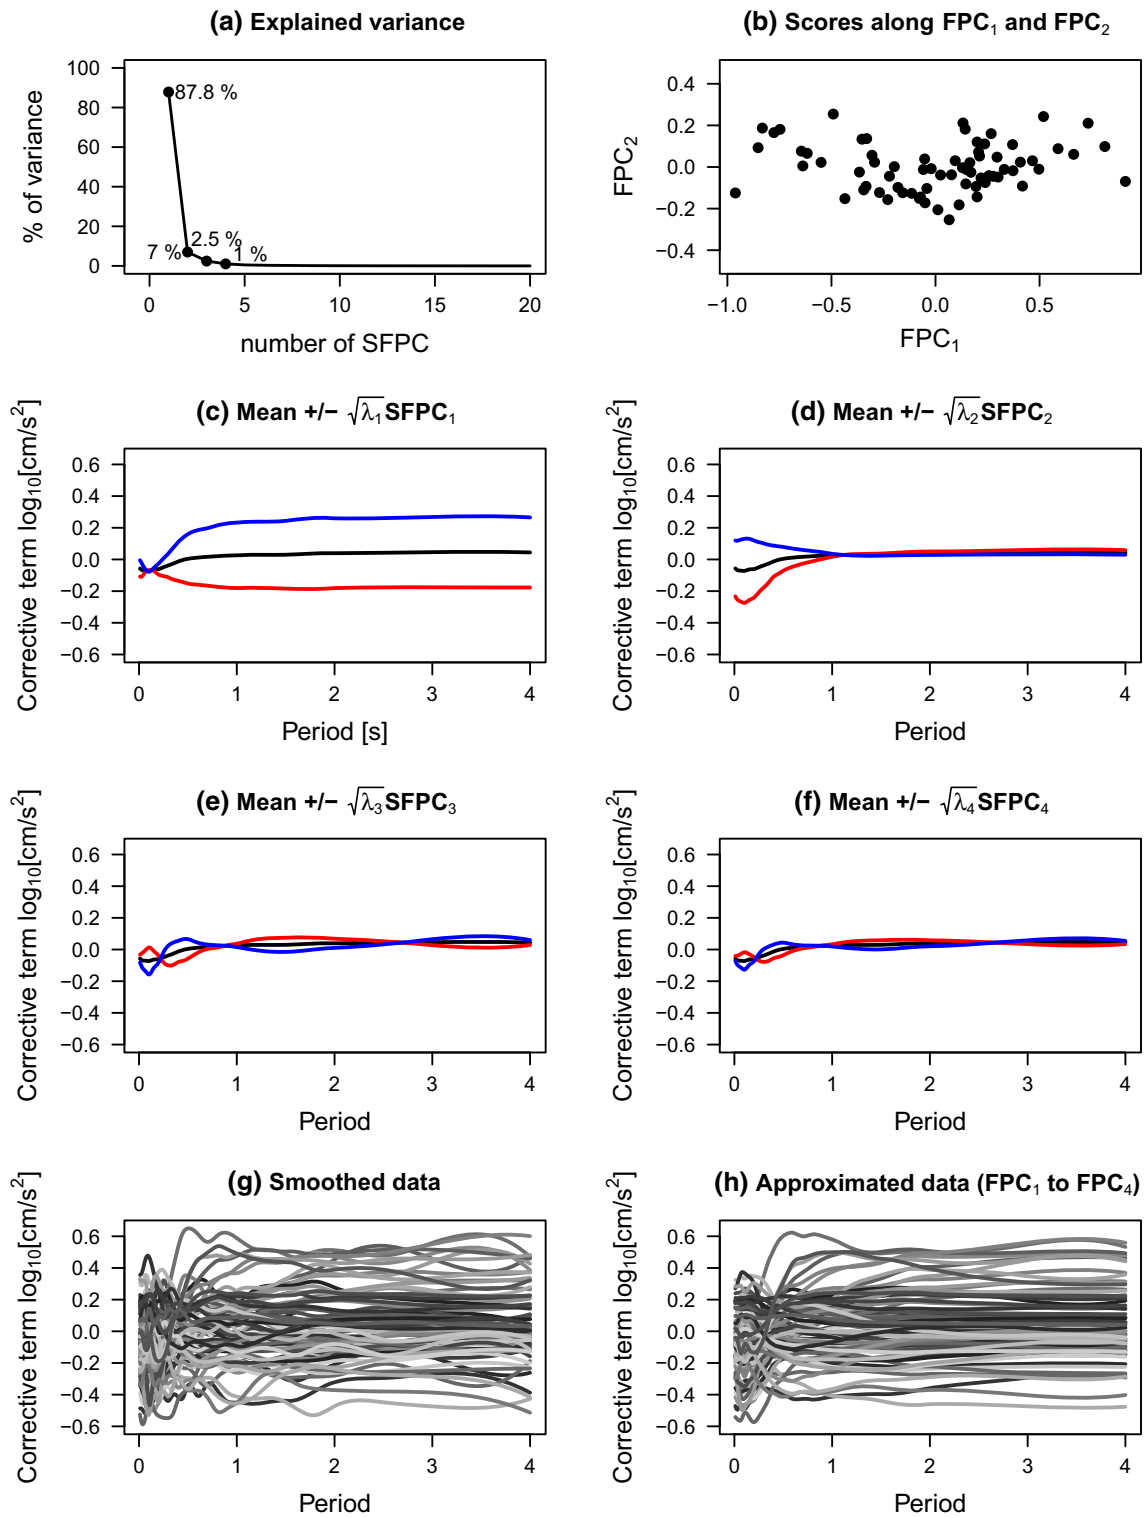 (a) Explained variance
% of variance
100
80
60
40
20
0
87.8 %
7 %
2.5 %
1 %
0 5 10 15 20
number of SFPC
(b) Scores along FPC₁ and FPC₂
FPC₂
0.4
0.2
0.0
−0.2
−0.4
−1.0 −0.5 0.0 0.5
FPC₁
(c) Mean +/− √λ₁SFPC₁
Corrective term log₁₀[cm/s²]
0.6
0.4
0.2
0.0
−0.2
−0.4
−0.6
0 1 2 3 4
Period [s]
(d) Mean +/− √λ₂SFPC₂
Corrective term log₁₀[cm/s²]
0.6
0.4
0.2
0.0
−0.2
−0.4
−0.6
0 1 2 3 4
Period
(e) Mean +/− √λ₃SFPC₃
Corrective term log₁₀[cm/s²]
0.6
0.4
0.2
0.0
−0.2
−0.4
−0.6
0 1 2 3 4
Period
(f) Mean +/− √λ₄SFPC₄
Corrective term log₁₀[cm/s²]
0.6
0.4
0.2
0.0
−0.2
−0.4
−0.6
0 1 2 3 4
Period
(g) Smoothed data
Corrective term log₁₀[cm/s²]
0.6
0.4
0.2
0.0
−0.2
−0.4
−0.6
0 1 2 3 4
Period
(h) Approximated data (FPC₁ to FPC₄)
Corrective term log₁₀[cm/s²]
0.6
0.4
0.2
0.0
−0.2
−0.4
−0.6
0 1 2 3 4
Period